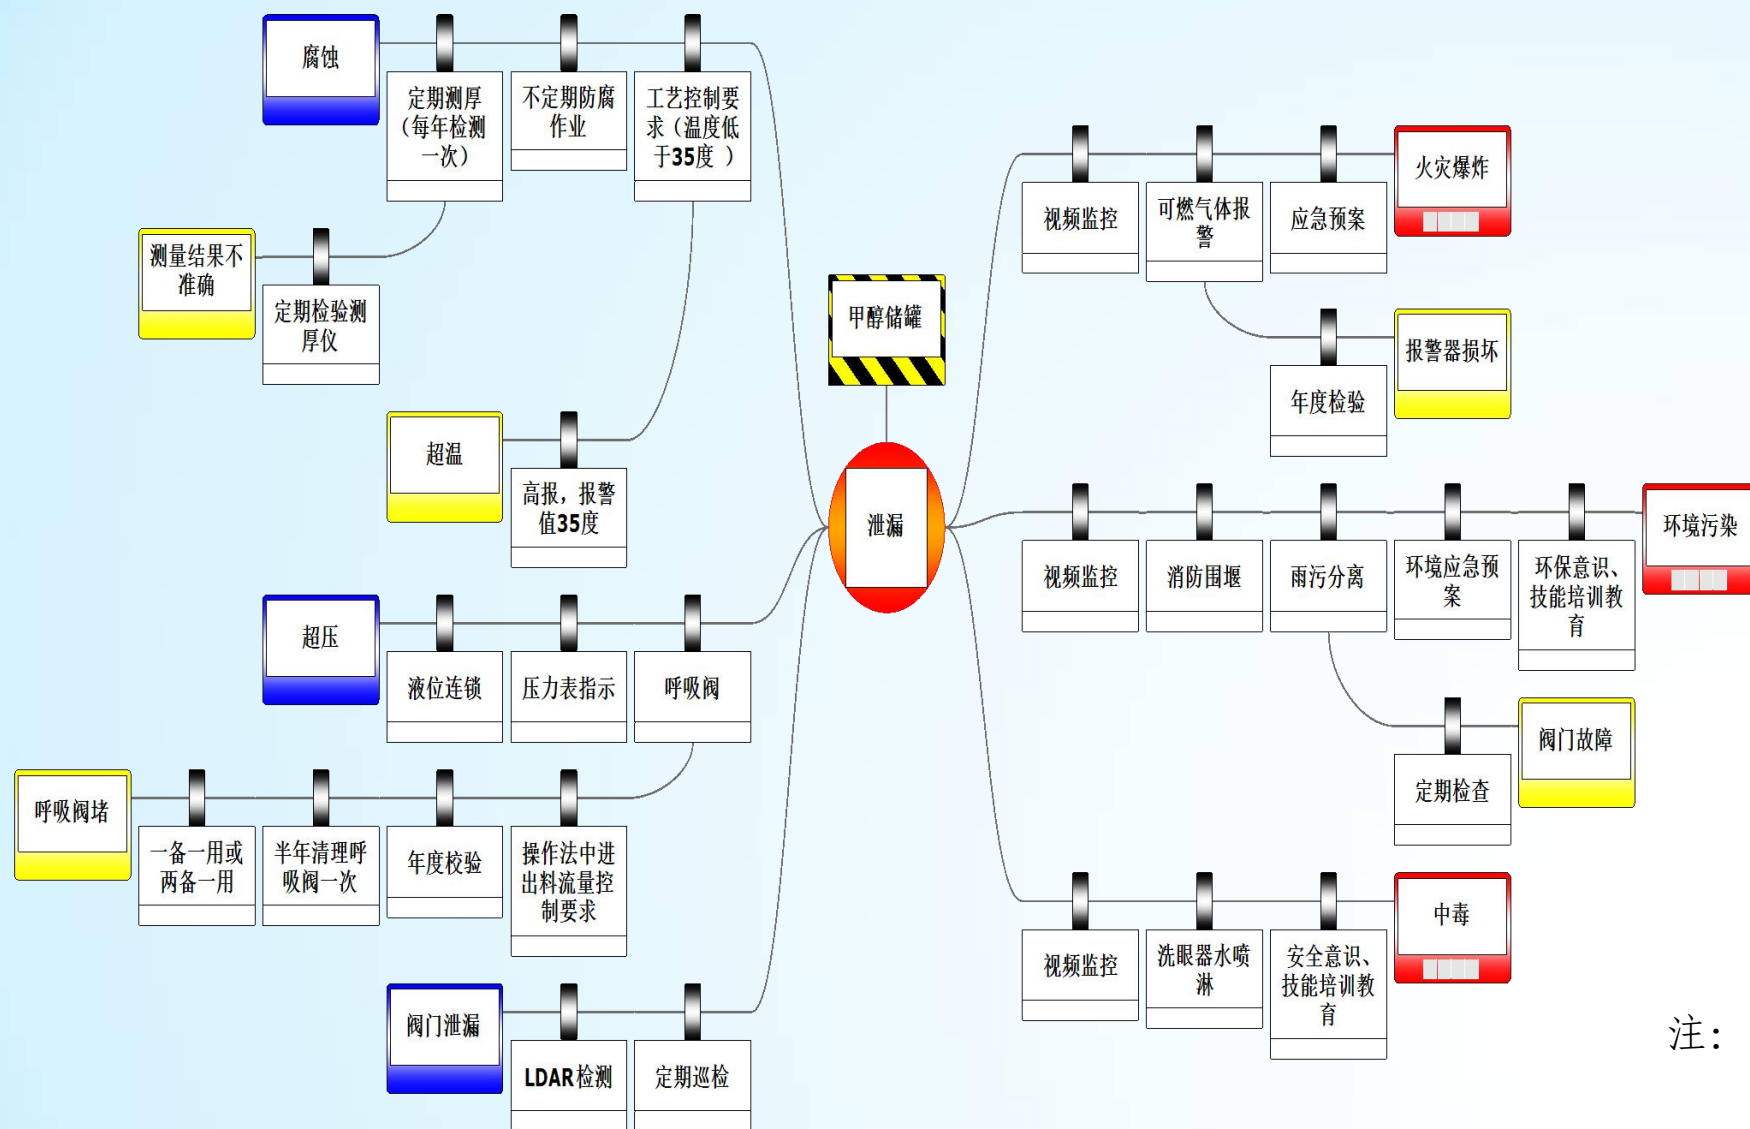 腐蚀
定期测厚
（每年检测
一次）
不定期防腐
作业
工艺控制要
求（温度低
于35度 ）
测量结果不
准确
定期检验测
厚仪
超温
高报，报警
值35度
超压
液位连锁
压力表指示
呼吸阀
呼吸阀堵
一备一用或
两备一用
半年清理呼
吸阀一次
年度校验
操作法中进
出料流量控
制要求
阀门泄漏
LDAR检测
定期巡检
甲醇储罐
泄漏
视频监控
可燃气体报
警
应急预案
火灾爆炸
年度检验
报警器损坏
视频监控
消防围堰
雨污分离
环境应急预
案
环保意识、
技能培训教
育
环境污染
定期检查
阀门故障
视频监控
洗眼器水喷
淋
安全意识、
技能培训教
育
中毒
注：